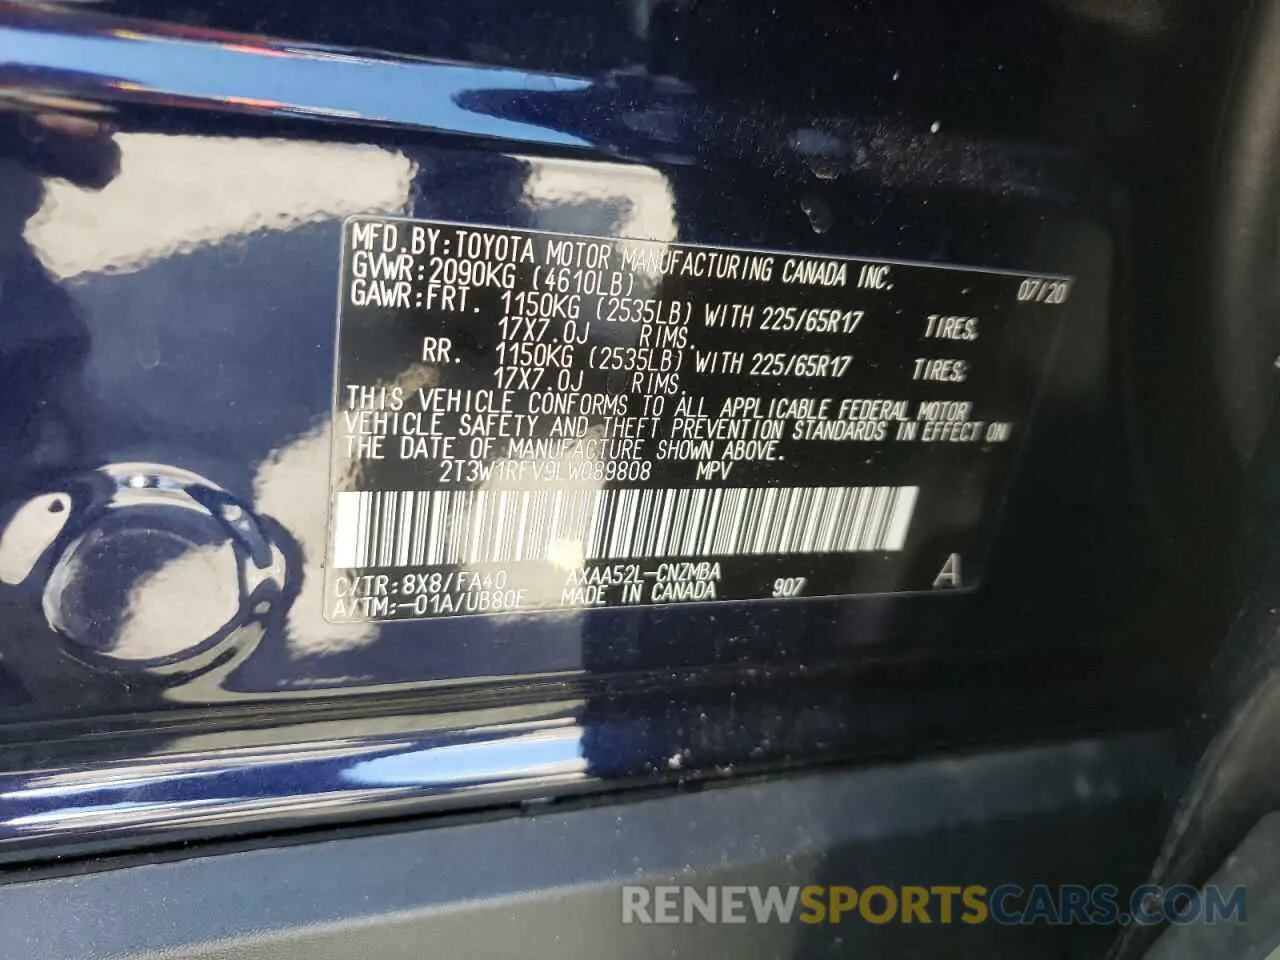 MFD.BY:TOYOTA MOTOR MANUFACTURING CANADA INC. 07/20
GVWR:2090KG (4610LB)
GAWR:FRT. 1150KG (2535LB) WITH 225/65R17 TIRES;
17X7.0J RIMS.
RR. 1150KG (2535LB) WITH 225/65R17 TIRES;
17X7.0J RIMS.
THIS VEHICLE CONFORMS TO ALL APPLICABLE FEDERAL MOTOR
VEHICLE SAFETY AND THEFT PREVENTION STANDARDS IN EFFECT ON
THE DATE OF MANUFACTURE SHOWN ABOVE.
2T3W1RFV9LW089808 MPV
C/TR:8X8/FA40 AXAA52L-CNZMBA
A/TM:-01A/UB80F MADE IN CANADA 907 A
RENEWSPORTSCARS.COM